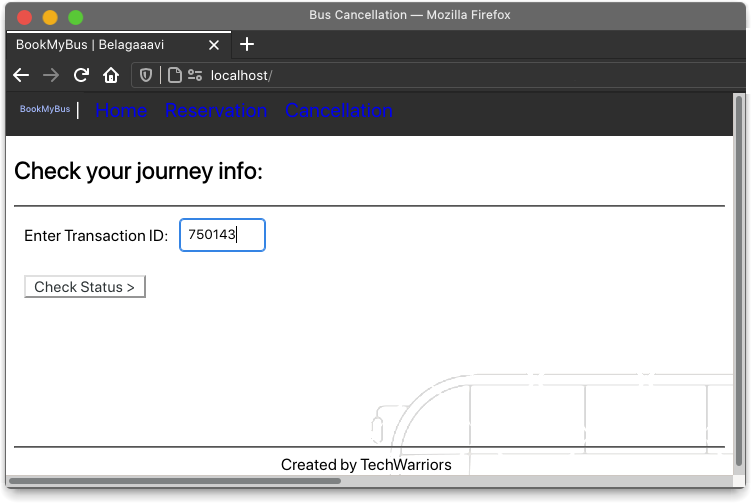 Bus Cancellation — Mozilla Firefox
BookMyBus | Belagaaavi
localhost/
BookMyBus | Home Reservation Cancellation
Check your journey info:
Enter Transaction ID: 750143
Check Status >
Created by TechWarriors